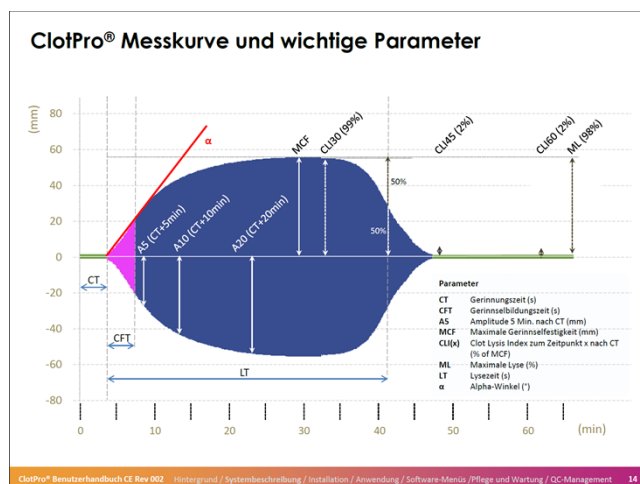 ClotPro® Messkurve und wichtige Parameter
(mm)
80
60
40
20
0
-20
-40
-60
-80
α
MCF
CLI30 (99%)
CLI45 (2%)
CLI60 (2%)
ML (98%)
50%
50%
A5 (CT+5min)
A10 (CT+10min)
A20 (CT+20min)
CT
CFT
LT
Parameter
CT Gerinnungszeit (s)
CFT Gerinnselbildungszeit (s)
A5 Amplitude 5 Min. nach CT (mm)
MCF Maximale Gerinnselfestigkeit (mm)
CLI(x) Clot Lysis Index zum Zeitpunkt x nach CT
(% of MCF)
ML Maximale Lyse (%)
LT Lysezeit (s)
α Alpha-Winkel (°)
0 10 20 30 40 50 60 (min)
ClotPro® Benutzerhandbuch CE Rev 002 Hintergrund / Systembeschreibung / Installation / Anwendung / Software-Menüs /Pflege und Wartung / QC-Management 14